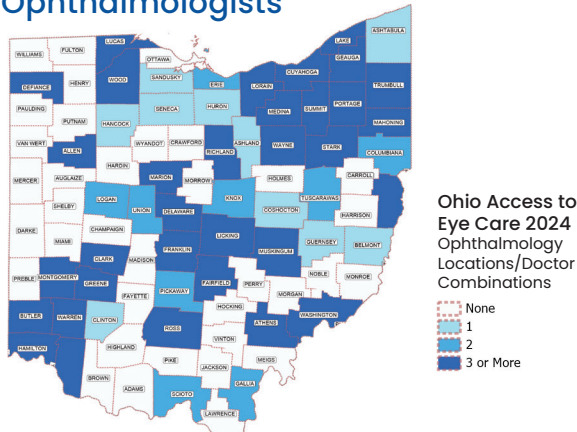 Ophthalmologists
LUCAS
FULTON
WILLIAMS
OTTAWA
WOOD
SANDUSKY
ERIE
DEFIANCE
HENRY
LORAIN
CUYAHOGA
LAKE
GEAUGA
ASHTABULA
TRUMBULL
PAULDING
PUTNAM
HANCOCK
SENECA
HURON
MEDINA
SUMMIT
PORTAGE
MAHONING
VAN WERT
ALLEN
WYANDOT
CRAWFORD
RICHLAND
ASHLAND
WAYNE
STARK
COLUMBIANA
HARDIN
MERCER
AUGLAIZE
MARION
MORROW
HOLMES
CARROLL
LOGAN
UNION
KNOX
TUSCARAWAS
SHELBY
DELAWARE
COSHOCTON
HARRISON
DARKE
MIAMI
CHAMPAIGN
LICKING
GUERNSEY
BELMONT
FRANKLIN
MUSKINGUM
CLARK
MADISON
NOBLE
MONROE
PREBLE
MONTGOMERY
GREENE
FAIRFIELD
PERRY
MORGAN
FAYETTE
PICKAWAY
HOCKING
WASHINGTON
BUTLER
WARREN
CLINTON
ROSS
ATHENS
VINTON
HAMILTON
HIGHLAND
PIKE
MEIGS
JACKSON
BROWN
ADAMS
SCIOTO
GALLIA
LAWRENCE
Ohio Access to
Eye Care 2024
Ophthalmology
Locations/Doctor
Combinations
None
1
2
3 or More